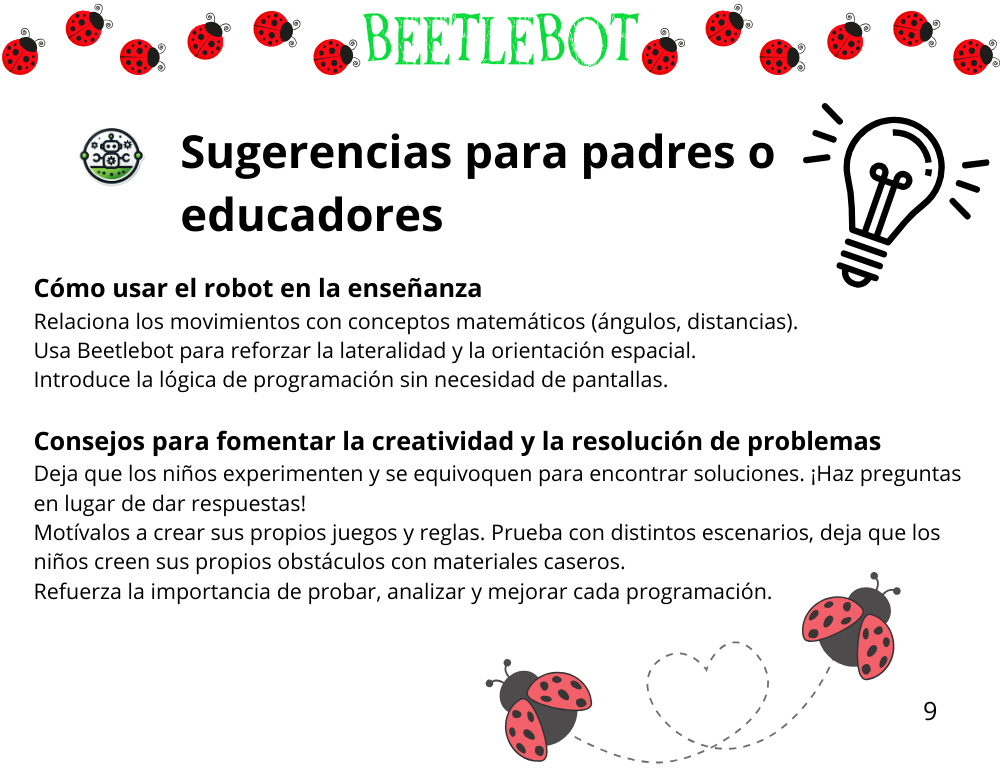 BEETLEBOT
Sugerencias para padres o
educadores
Cómo usar el robot en la enseñanza
Relaciona los movimientos con conceptos matemáticos (ángulos, distancias).
Usa Beetlebot para reforzar la lateralidad y la orientación espacial.
Introduce la lógica de programación sin necesidad de pantallas.
Consejos para fomentar la creatividad y la resolución de problemas
Deja que los niños experimenten y se equivoquen para encontrar soluciones. ¡Haz preguntas
en lugar de dar respuestas!
Motívalos a crear sus propios juegos y reglas. Prueba con distintos escenarios, deja que los
niños creen sus propios obstáculos con materiales caseros.
Refuerza la importancia de probar, analizar y mejorar cada programación.
9